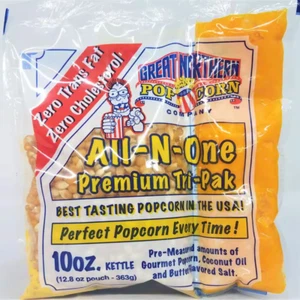 Zero Trans Fat
Zero Cholesterol!
GREAT NORTHERN
POPCORN
COMPANY
TM
All-N-One
Premium Tri-Pak
BEST TASTING POPCORN IN THE U.S.A!
Perfect Popcorn Every Time!
10oz. KETTLE
(12.8 oz pouch - 363g)
Pre-Measured amounts of
Gourmet Popcorn, Coconut Oil
and Butter Flavored Salt.